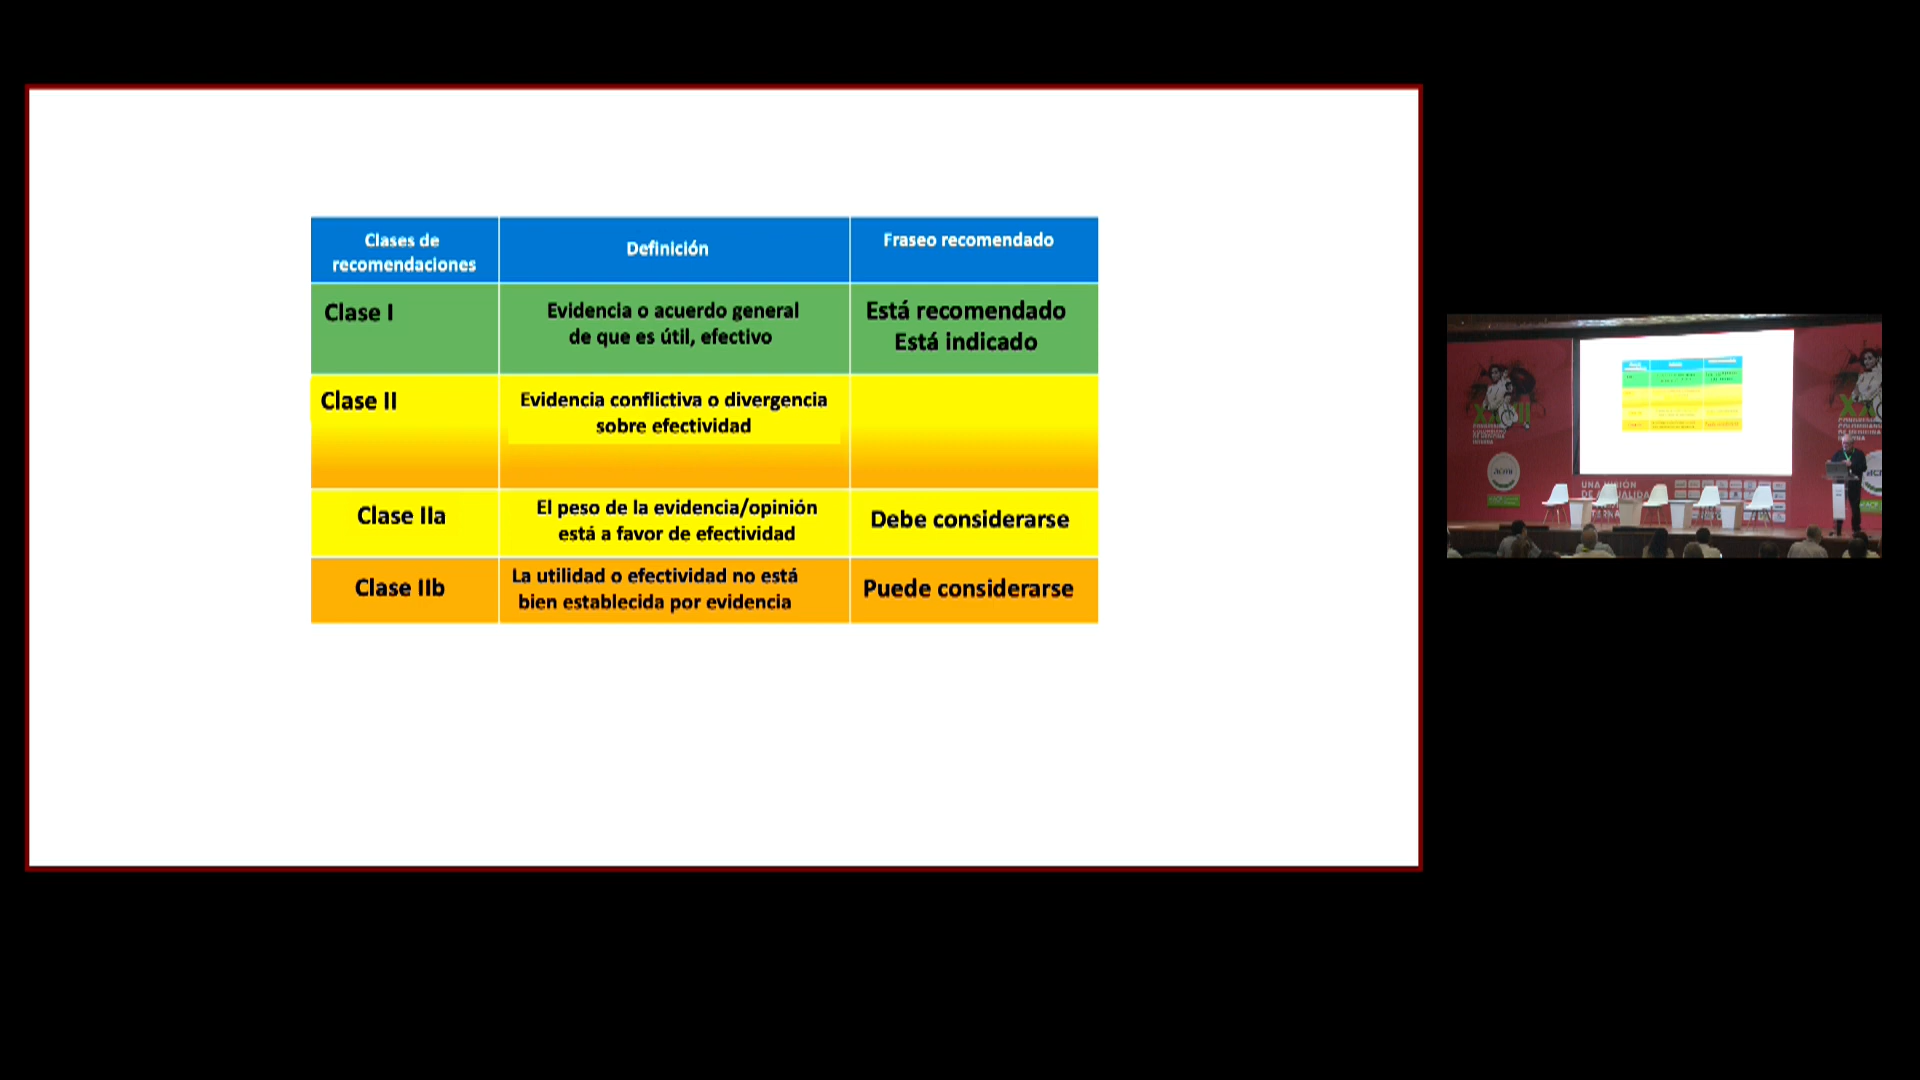 Clases de
recomendaciones
Definición
Fraseo recomendado
Clase I
Evidencia o acuerdo general
de que es útil, efectivo
Está recomendado
Está indicado
Clase II
Evidencia conflictiva o divergencia
sobre efectividad
Clase IIa
El peso de la evidencia/opinión
está a favor de efectividad
Debe considerarse
Clase IIb
La utilidad o efectividad no está
bien establecida por evidencia
Puede considerarse